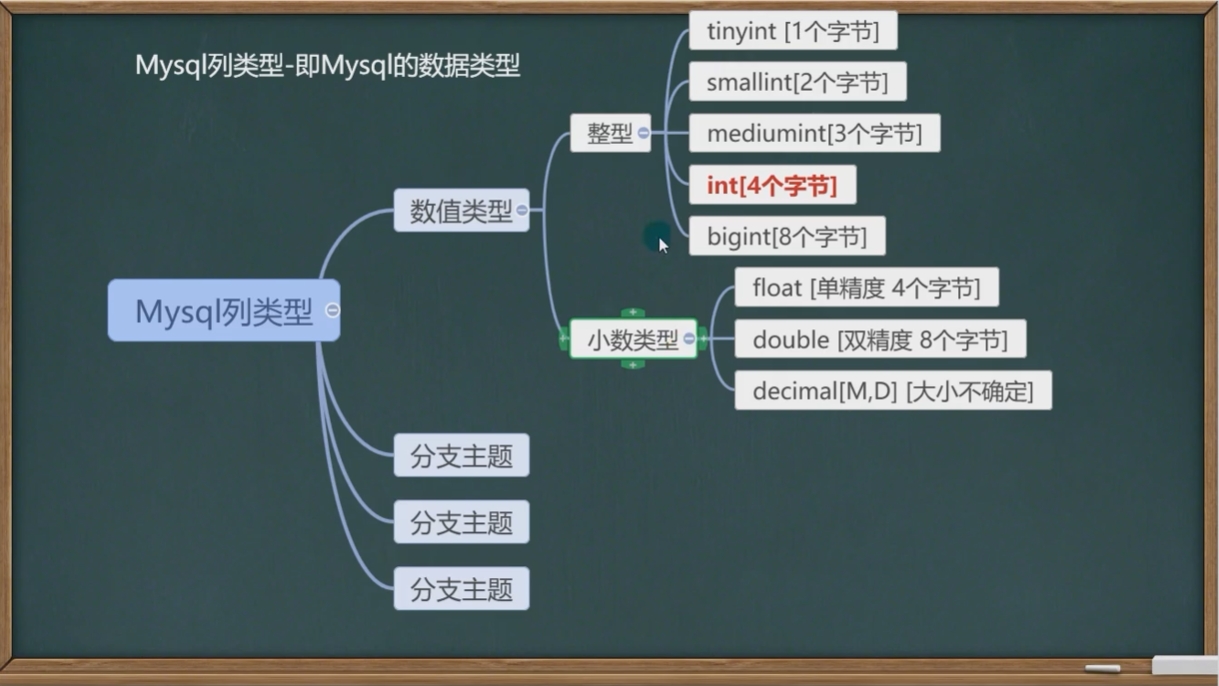 Mysql列类型-即Mysql的数据类型
Mysql列类型
数值类型
整型
tinyint [1个字节]
smallint[2个字节]
mediumint[3个字节]
int[4个字节]
bigint[8个字节]
小数类型
float [单精度 4个字节]
double [双精度 8个字节]
decimal[M,D] [大小不确定]
分支主题
分支主题
分支主题